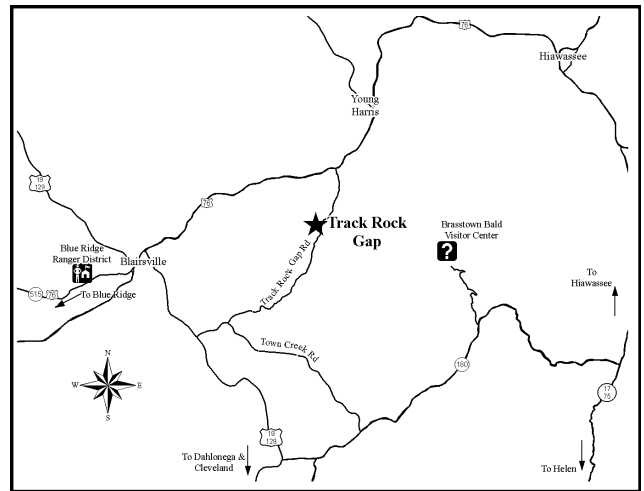 76
Hiawassee
Young
Harris
19
129
76
Track Rock
Gap
Brasstown Bald
Visitor Center
?
Blue Ridge
Ranger District
Blairsville
To
Hiawassee
515 76
To Blue Ridge
Track Rock Gap Rd
Town Creek Rd
N
W E
S
180
17
75
19
129
To Dahlonega &
Cleveland
To Helen